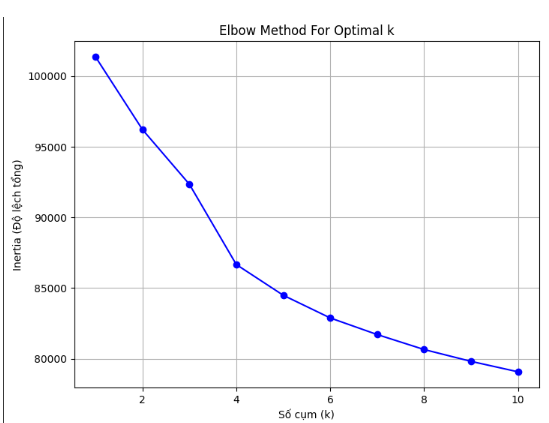 Elbow Method For Optimal k
Inertia (Độ lệch tổng)
100000
95000
90000
85000
80000
2 4 6 8 10
Số cụm (k)